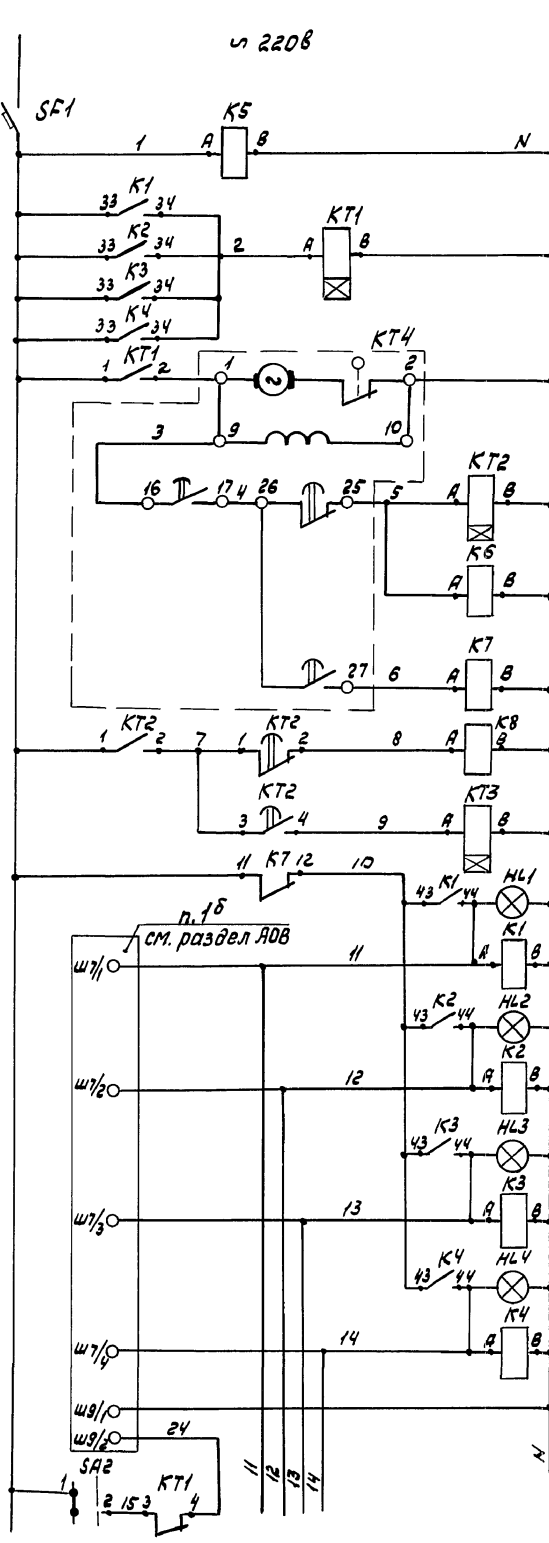 ~ 220в
SF1
K5
1 A B N
K1
33 34
K2
33 34 2
KT1
A B
K3
33 34
K4
33 34
KT1
1 2
KT4
1 2
2
3 9 10
16 17 4 26 25 5
KT2
A B
K6
A B
27 6
K7
A B
KT2
1 2 7
KT2
1 2 8
K8
A B
KT2
3 4 9
KT3
A B
11 K7 12 10
K1
43 44
HL1
п. 1б
см. раздел АОВ
Ш7/1 11
K1
A B
K2
43 44
HL2
Ш7/2 12
K2
A B
K3
43 44
HL3
Ш7/3 13
K3
A B
K4
43 44
HL4
Ш7/4 14
K4
A B
Ш9/1
Ш9/2 24
11 12 13 14 N
SA2
1 2 15 3
KT1
4